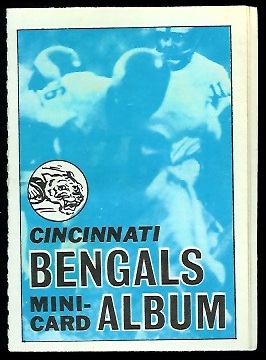 CINCINNATI
BENGALS
MINI-
CARD ALBUM